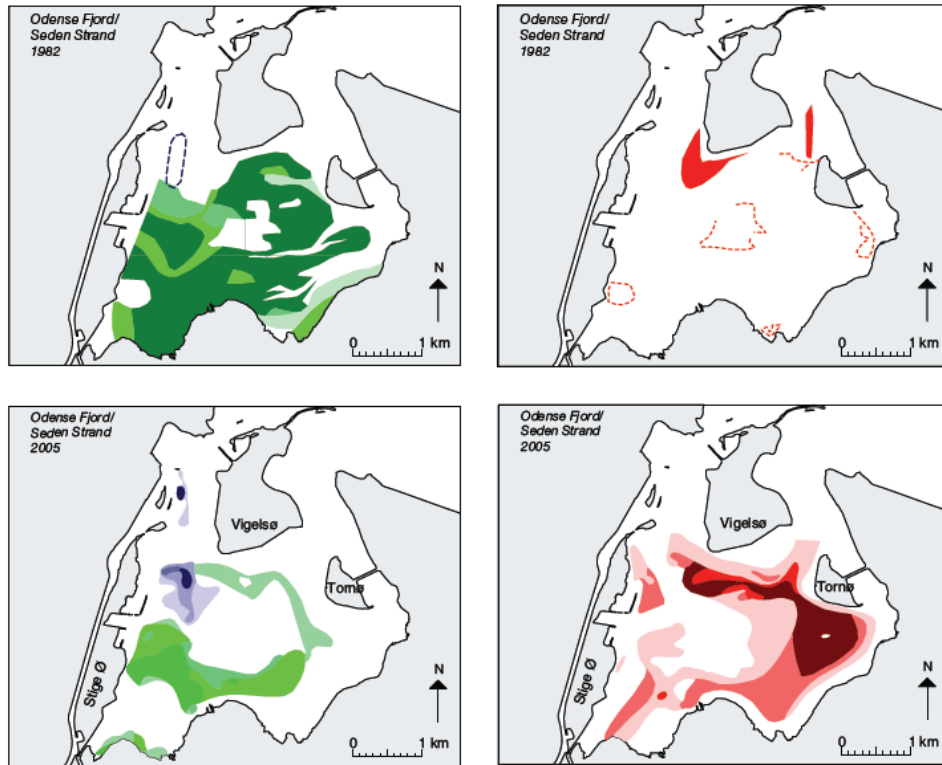 Odense Fjord/
Seden Strand
1982
N
0 1 km
Odense Fjord/
Seden Strand
1982
N
0 1 km
Odense Fjord/
Seden Strand
2005
Vigelsø
Tornø
Stige Ø
N
0 1 km
Odense Fjord/
Seden Strand
2005
Vigelsø
Tornø
Stige Ø
N
0 1 km